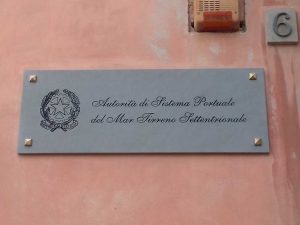 6
Autorità di Sistema Portuale
del Mar Tirreno Settentrionale